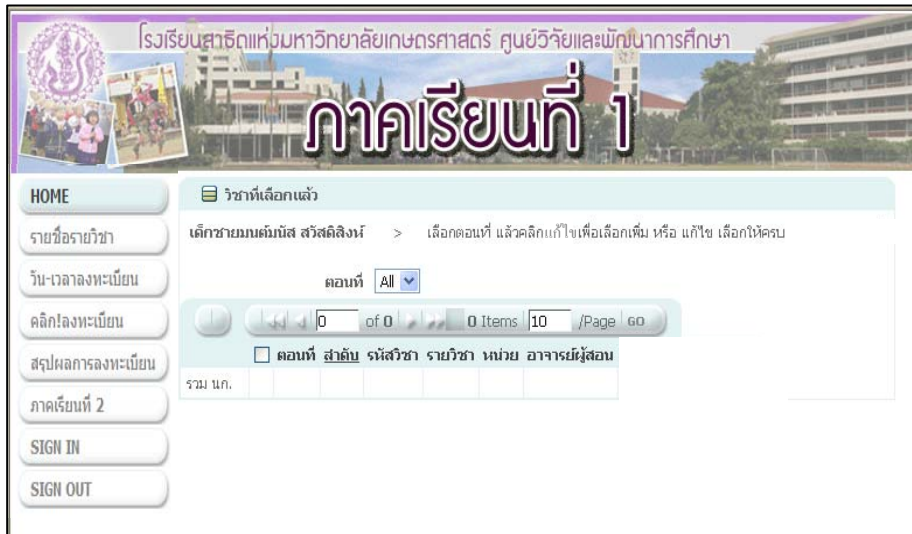 โรงเรียนสาธิตแห่งมหาวิทยาลัยเกษตรศาสตร์ ศูนย์วิจัยและพัฒนาการศึกษา
ภาคเรียนที่ 1
HOME
รายชื่อรายวิชา
วัน-เวลาลงทะเบียน
คลิก!ลงทะเบียน
สรุปผลการลงทะเบียน
ภาคเรียนที่ 2
SIGN IN
SIGN OUT
วิชาที่เลือกแล้ว
เด็กชายมนต์มนัส สวัสดิสิงห์ > เลือกตอนที่ แล้วคลิกแก้ไขเพื่อเลือกเพิ่ม หรือ แก้ไข เลือกให้ครบ
ตอนที่ All
0 of 0 0 Items 10 /Page GO
ตอนที่ ลำดับ รหัสวิชา รายวิชา หน่วย อาจารย์ผู้สอน
รวม นก.